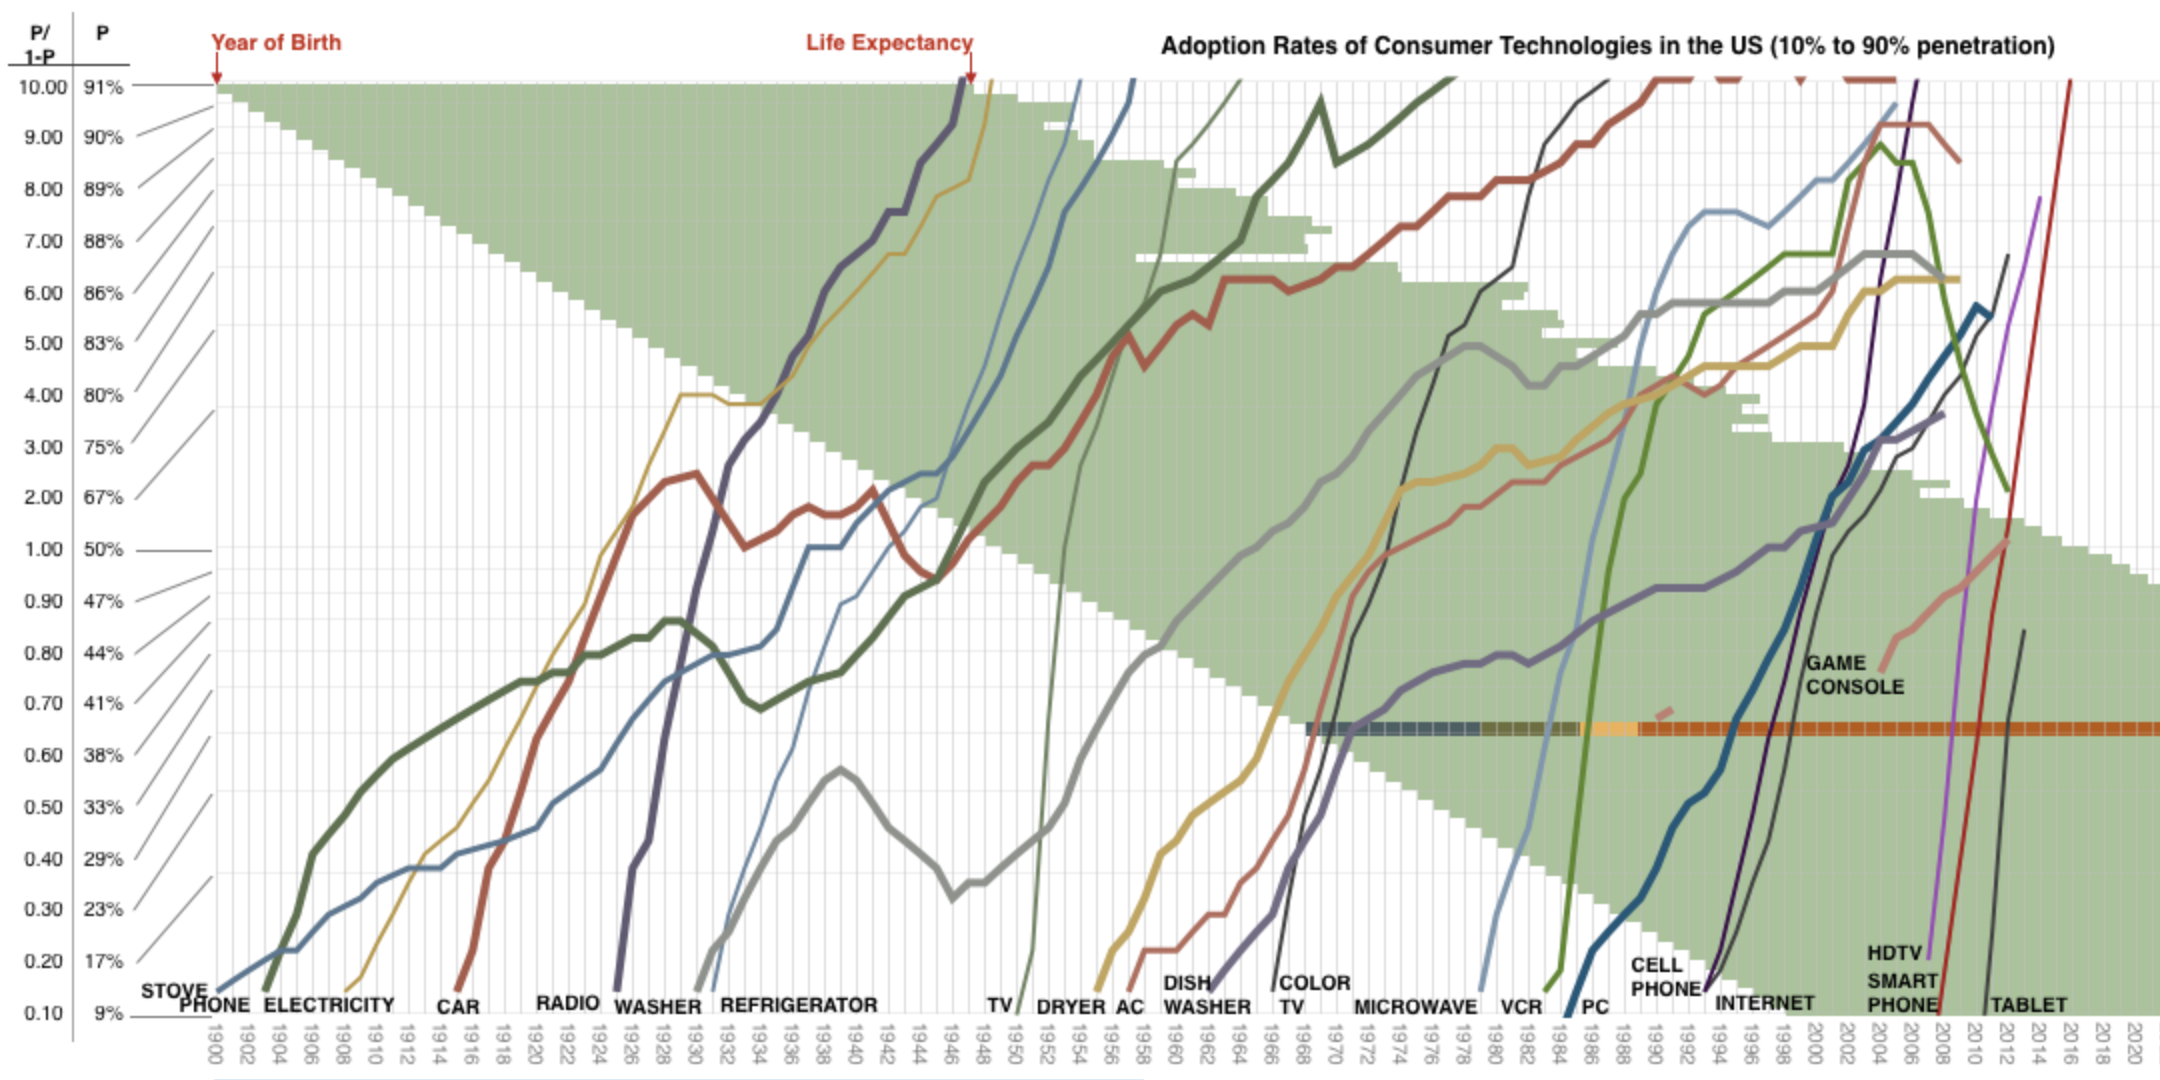 P/
1-P
P
Year of Birth
Life Expectancy
Adoption Rates of Consumer Technologies in the US (10% to 90% penetration)
10.00 91%
9.00 90%
8.00 89%
7.00 88%
6.00 86%
5.00 83%
4.00 80%
3.00 75%
2.00 67%
1.00 50%
0.90 47%
0.80 44%
0.70 41%
0.60 38%
0.50 33%
0.40 29%
0.30 23%
0.20 17%
0.10 9%
GAME
CONSOLE
STOVE
PHONE
ELECTRICITY
CAR
RADIO
WASHER
REFRIGERATOR
TV
DRYER
AC
DISH
WASHER
COLOR
TV
MICROWAVE
VCR
PC
CELL
PHONE
INTERNET
HDTV
SMART
PHONE
TABLET
1900 1902 1904 1906 1908 1910 1912 1914 1916 1918 1920 1922 1924 1926 1928 1930 1932 1934 1936 1938 1940 1942 1944 1946 1948 1950 1952 1954 1956 1958 1960 1962 1964 1966 1968 1970 1972 1974 1976 1978 1980 1982 1984 1986 1988 1990 1992 1994 1996 1998 2000 2002 2004 2006 2008 2010 2012 2014 2016 2018 2020